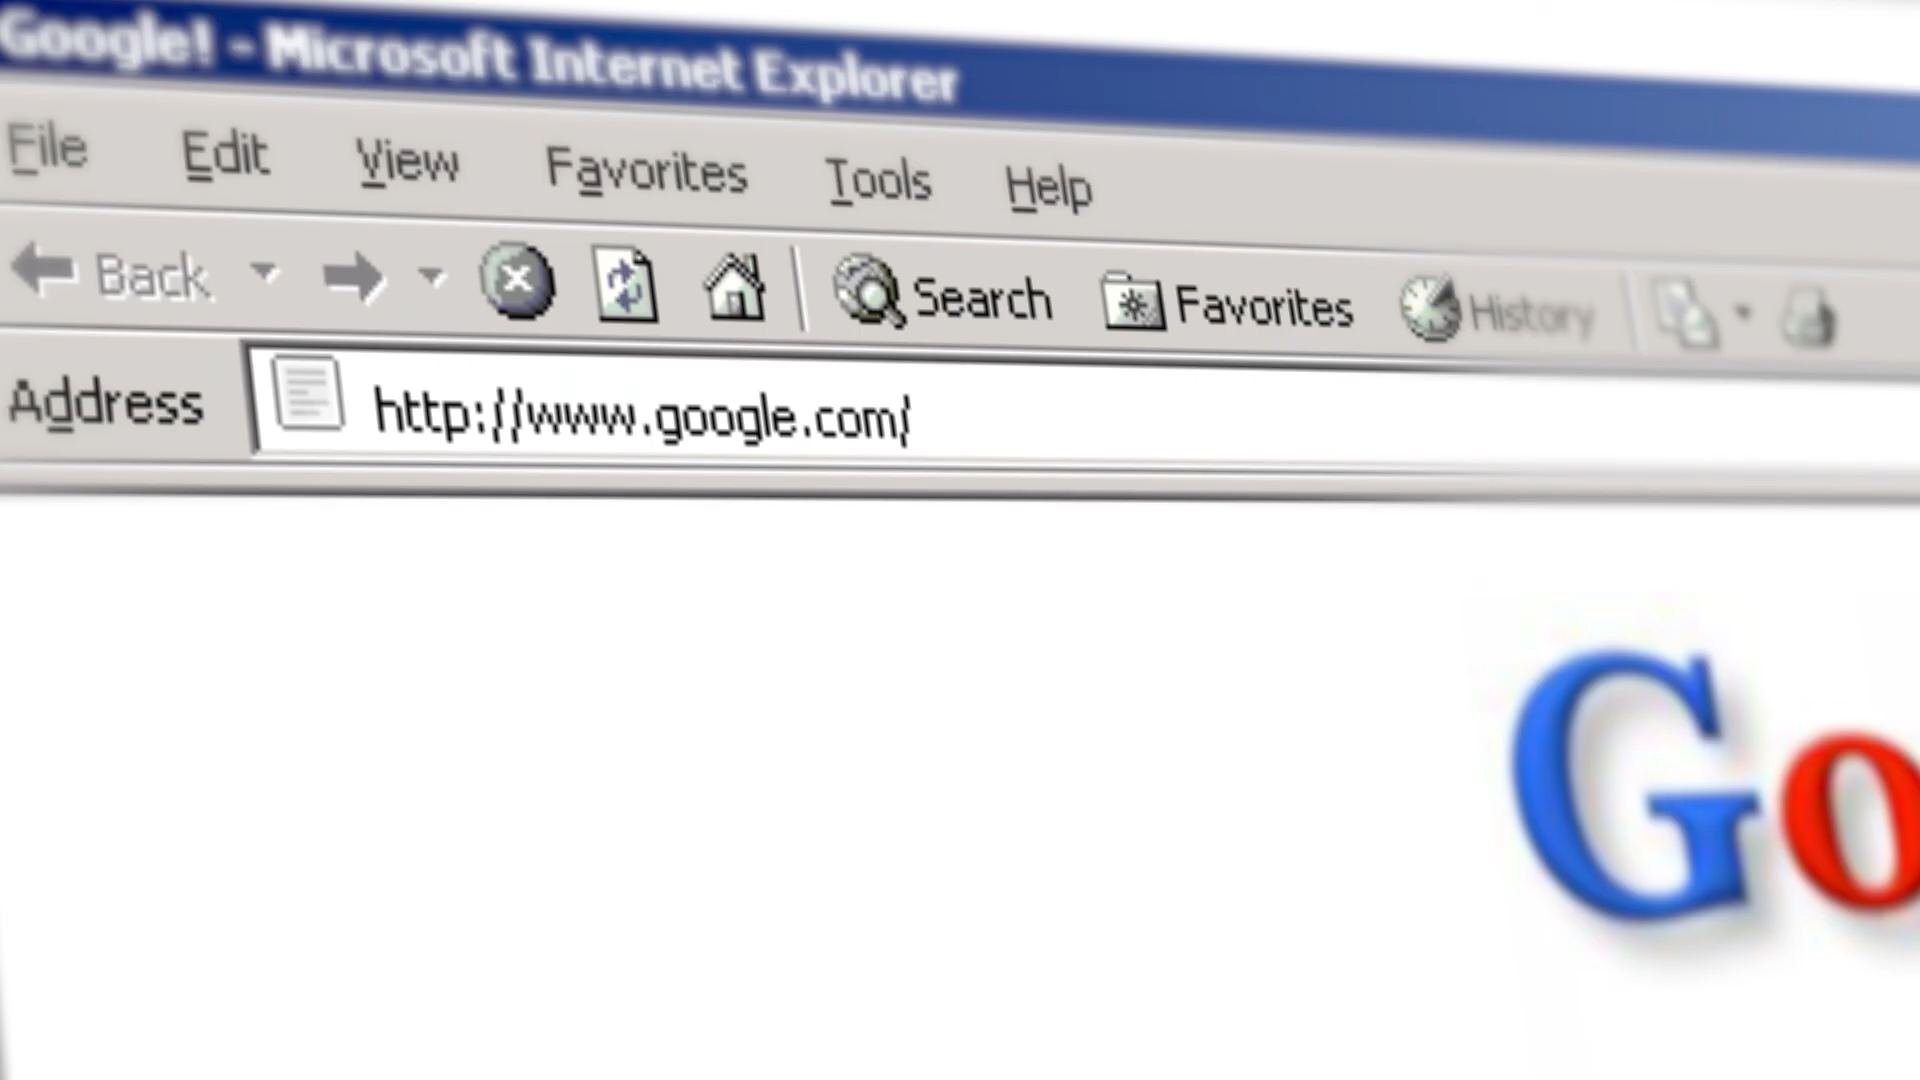 Google! - Microsoft Internet Explorer
File Edit View Favorites Tools Help
Back Search Favorites History
Address http://www.google.com/
Go